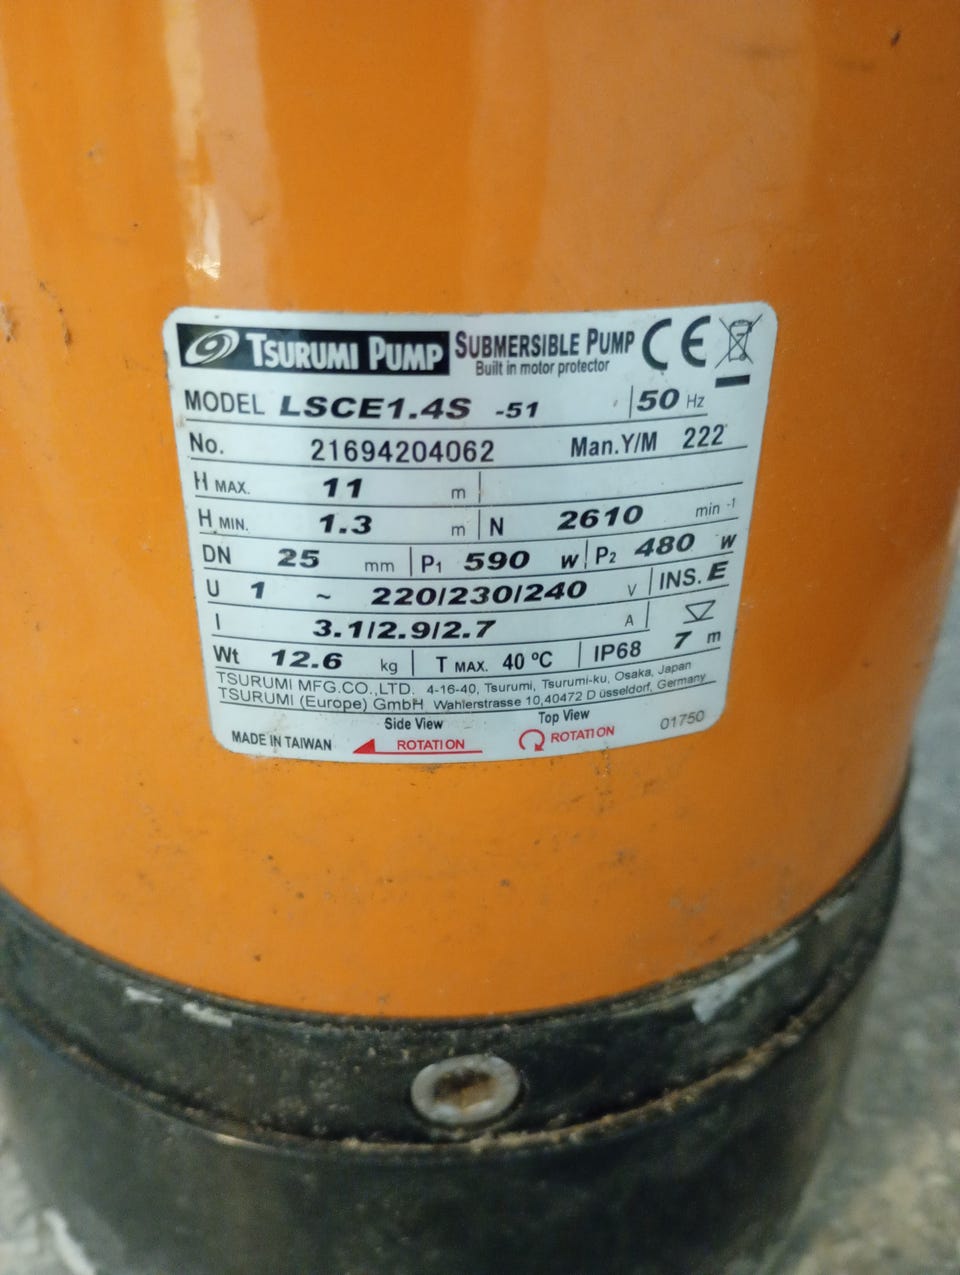 TSURUMI PUMP SUBMERSIBLE PUMP CE
Built in motor protector
MODEL LSCE1.4S -51 50 Hz
No. 21694204062 Man.Y/M 222
H MAX. 11 m
H MIN. 1.3 m N 2610 min -1
DN 25 mm P1 590 W P2 480 W
U 1 ~ 220/230/240 V INS. E
I 3.1/2.9/2.7 A
Wt 12.6 kg T MAX. 40 °C IP68 7 m
TSURUMI MFG.CO.,LTD. 4-16-40, Tsurumi, Tsurumi-ku, Osaka, Japan
TSURUMI (Europe) GmbH Wahlerstrasse 10,40472 D üsseldorf, Germany
MADE IN TAIWAN Side View ROTATION Top View ROTATION 01750